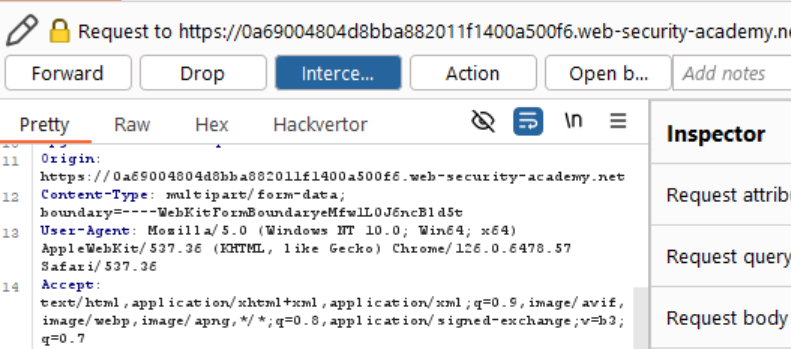 Request to https://0a69004804d8bba882011f1400a500f6.web-security-academy.ne
Forward Drop Interce... Action Open b... Add notes
Pretty Raw Hex Hackvertor \n
Inspector
11 Origin:
https://0a69004804d8bba882011f1400a500f6.web-security-academy.net
12 Content-Type: multipart/form-data;
boundary=----WebKitFormBoundaryeMfwlL0J6ncBld5t
13 User-Agent: Mozilla/5.0 (Windows NT 10.0; Win64; x64)
AppleWebKit/537.36 (KHTML, like Gecko) Chrome/126.0.6478.57
Safari/537.36
14 Accept:
text/html,application/xhtml+xml,application/xml;q=0.9,image/avif,
image/webp,image/apng,*/*;q=0.8,application/signed-exchange;v=b3;
q=0.7
Request attribu
Request query
Request body